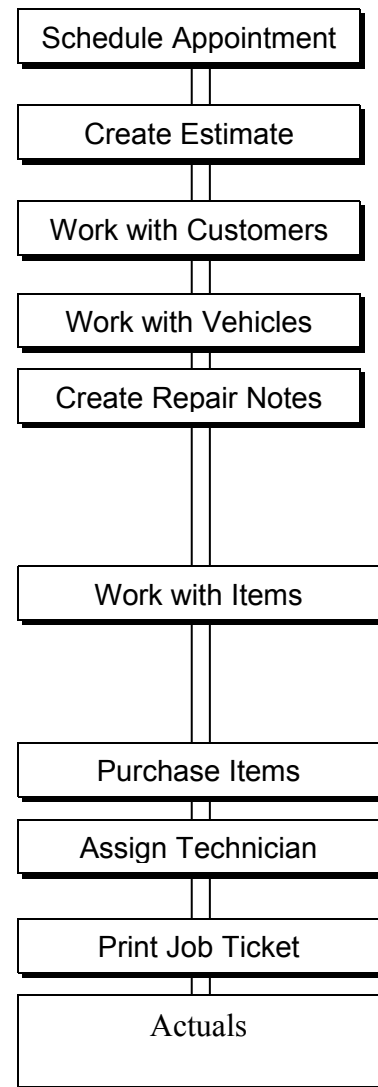 Schedule Appointment
Create Estimate
Work with Customers
Work with Vehicles
Create Repair Notes
Work with Items
Purchase Items
Assign Technician
Print Job Ticket
Actuals